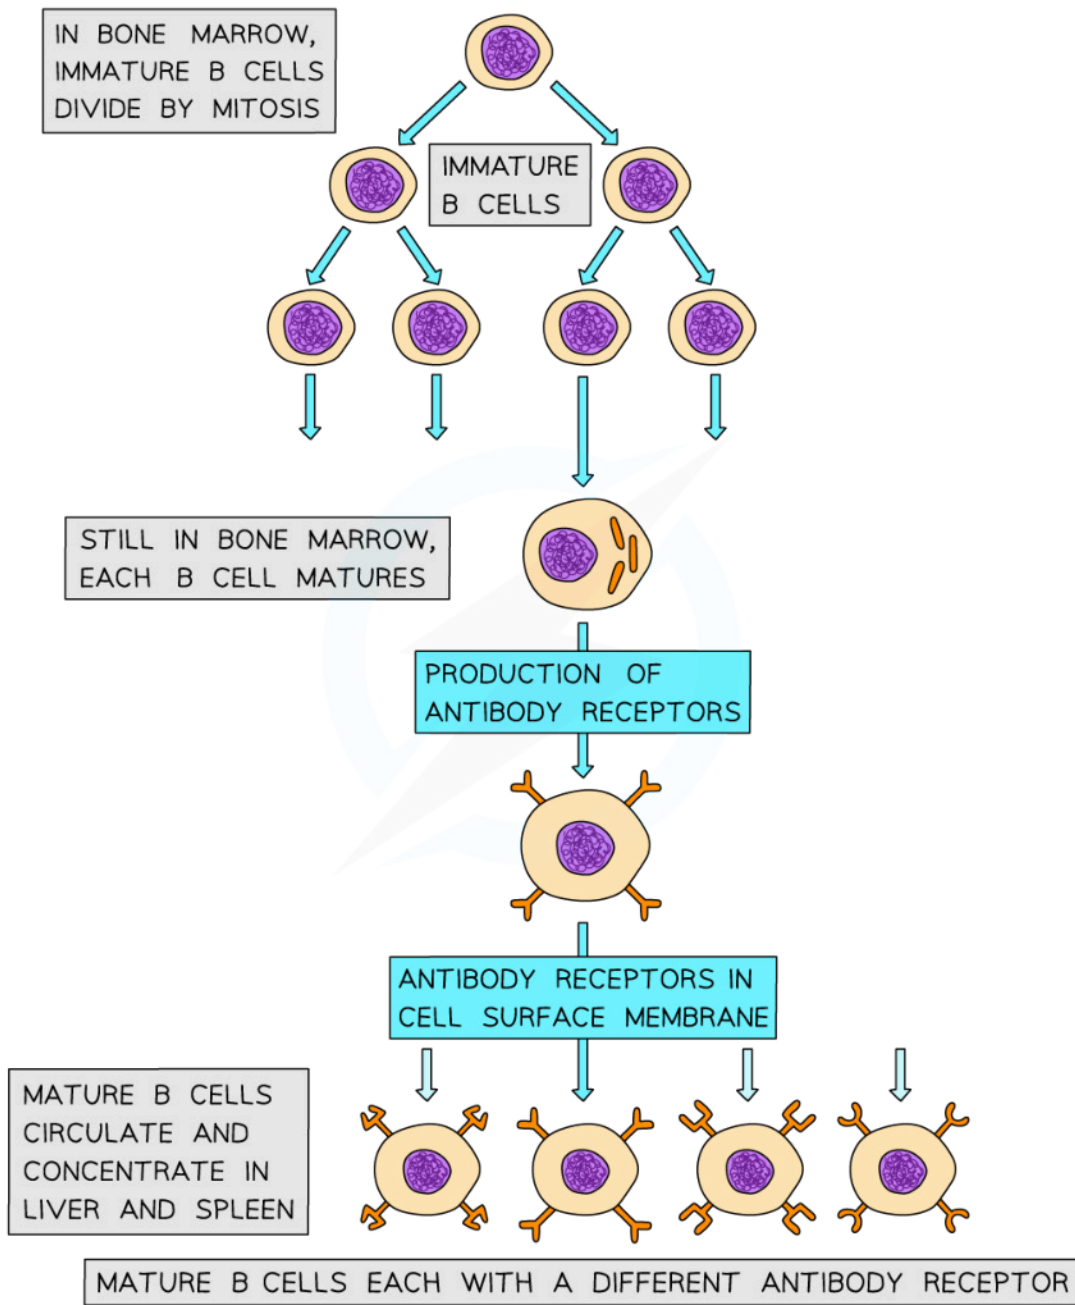 IN BONE MARROW,
IMMATURE B CELLS
DIVIDE BY MITOSIS
IMMATURE
B CELLS
STILL IN BONE MARROW,
EACH B CELL MATURES
PRODUCTION OF
ANTIBODY RECEPTORS
ANTIBODY RECEPTORS IN
CELL SURFACE MEMBRANE
MATURE B CELLS
CIRCULATE AND
CONCENTRATE IN
LIVER AND SPLEEN
MATURE B CELLS EACH WITH A DIFFERENT ANTIBODY RECEPTOR